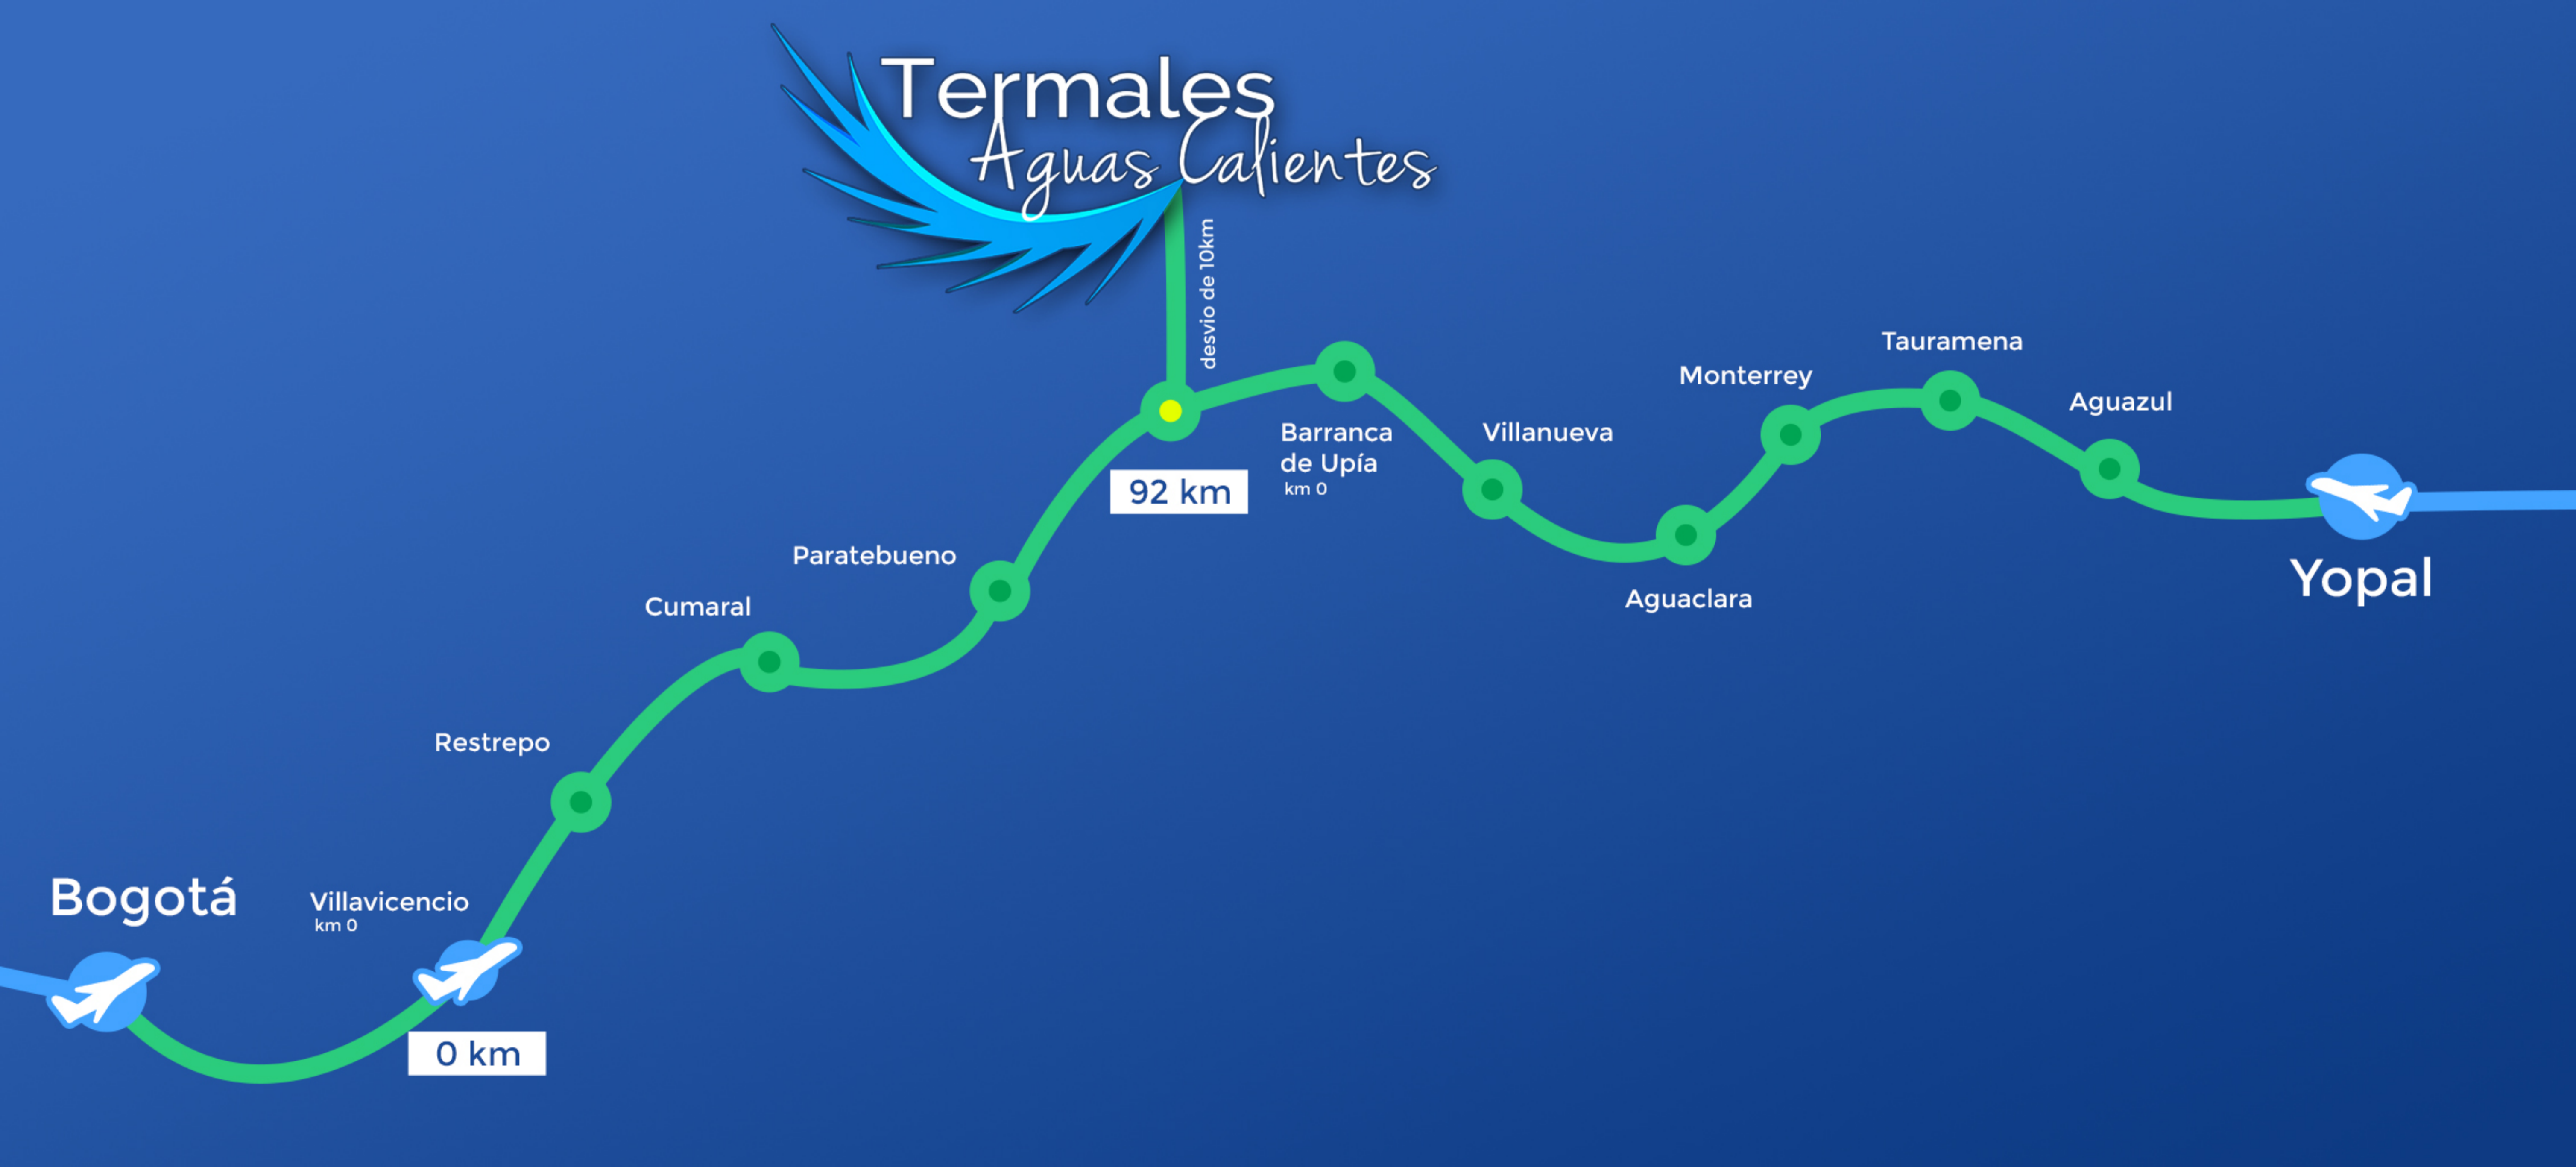 Termales
Aguas Calientes
desvio de 10km
Tauramena
Monterrey
Aguazul
Barranca
de Upía
km 0
Villanueva
92 km
Paratebueno
Yopal
Aguaclara
Cumaral
Restrepo
Bogotá
Villavicencio
km 0
0 km